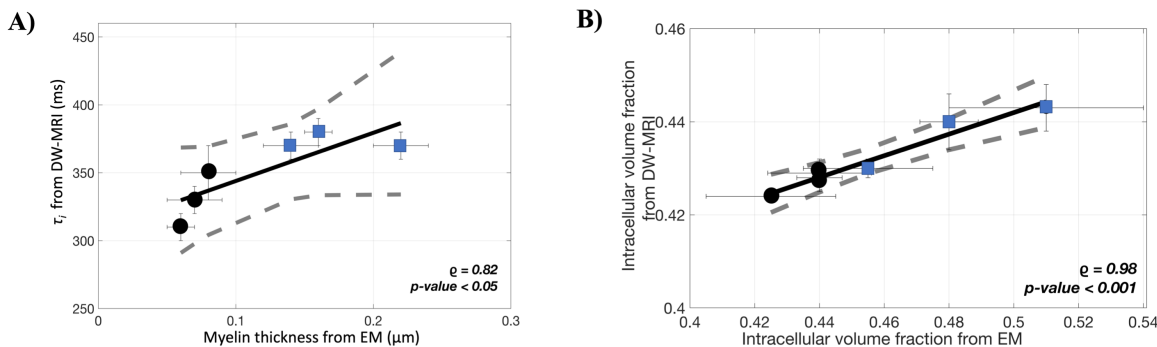 A)
450
400
350
300
250
0
0.1
0.2
0.3
τi from DW-MRI (ms)
Myelin thickness from EM (µm)
ϱ = 0.82
p-value < 0.05
B)
0.46
0.44
0.42
0.4
0.4
0.42
0.44
0.46
0.48
0.5
0.52
0.54
Intracellular volume fraction
from DW-MRI
Intracellular volume fraction from EM
ϱ = 0.98
p-value < 0.001